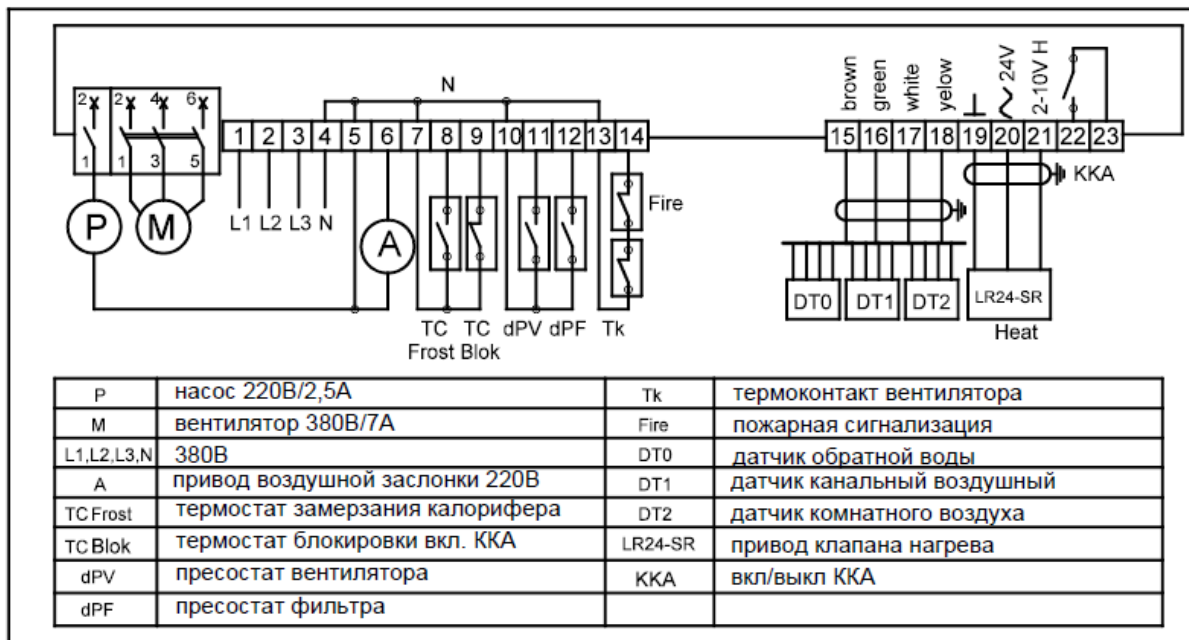 brown green white yelow ~24V 2-10V H
N
2 2 4 6
1 2 3 4 5 6 7 8 9 10 11 12 13 14 15 16 17 18 19 20 21 22 23
1 1 3 5
KKA
Fire
P M L1 L2 L3 N A
DT0 DT1 DT2 LR24-SR
TC TC dPV dPF Tk Heat
Frost Blok
P насос 220В/2,5А Tk термоконтакт вентилятора
M вентилятор 380В/7А Fire пожарная сигнализация
L1,L2,L3,N 380В DT0 датчик обратной воды
A привод воздушной заслонки 220В DT1 датчик канальный воздушный
TC Frost термостат замерзания калорифера DT2 датчик комнатного воздуха
TC Blok термостат блокировки вкл. ККА LR24-SR привод клапана нагрева
dPV пресостат вентилятора KKA вкл/выкл ККА
dPF пресостат фильтра